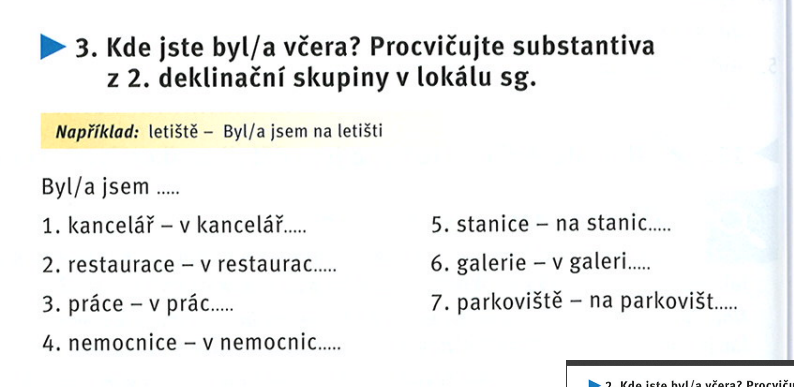 3. Kde jste byl/a včera? Procvičujte substantiva
z 2. deklinační skupiny v lokálu sg.
Například: letiště – Byl/a jsem na letišti
Byl/a jsem .....
1. kancelář – v kancelář.....
2. restaurace – v restaurac.....
3. práce – v prác.....
4. nemocnice – v nemocnic.....
5. stanice – na stanic.....
6. galerie – v galeri.....
7. parkoviště – na parkovišt.....
2. Kde jste byl/a včera?